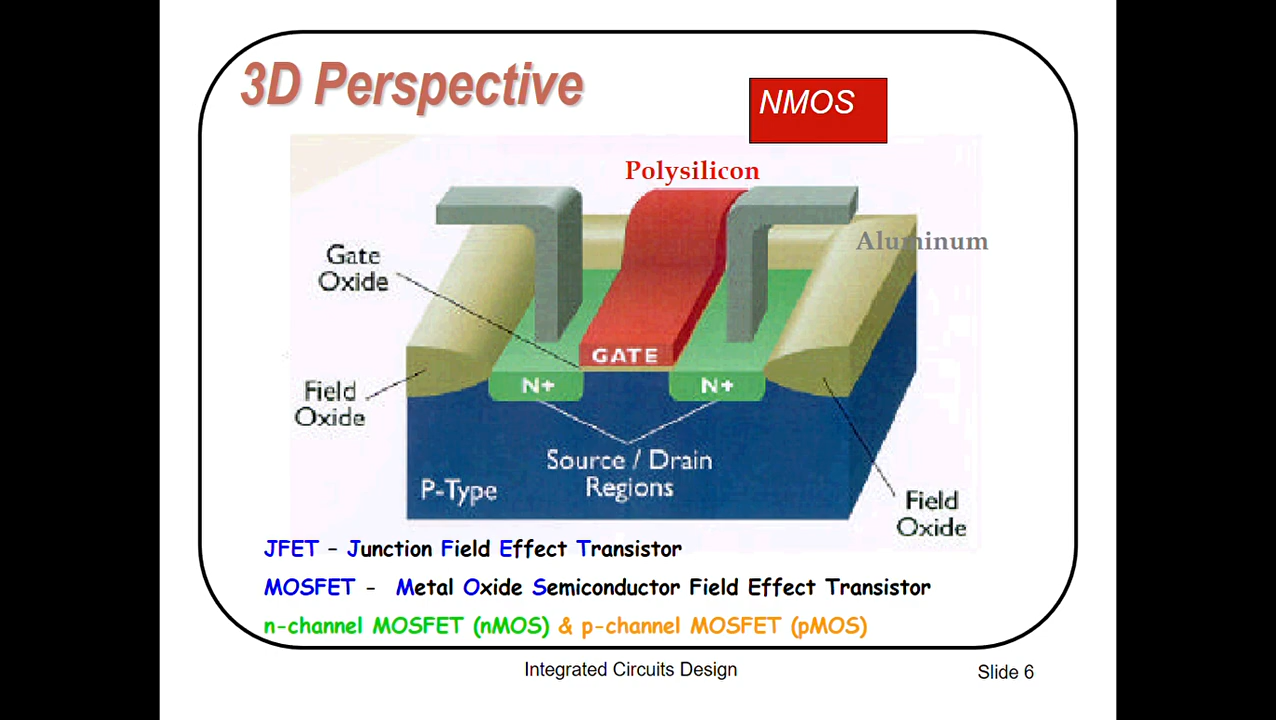 3D Perspective
NMOS
Polysilicon
Aluminum
Gate
Oxide
GATE
N+
N+
Field
Oxide
Source / Drain
Regions
P-Type
Field
Oxide
JFET - Junction Field Effect Transistor
MOSFET - Metal Oxide Semiconductor Field Effect Transistor
n-channel MOSFET (nMOS) & p-channel MOSFET (pMOS)
Integrated Circuits Design
Slide 6